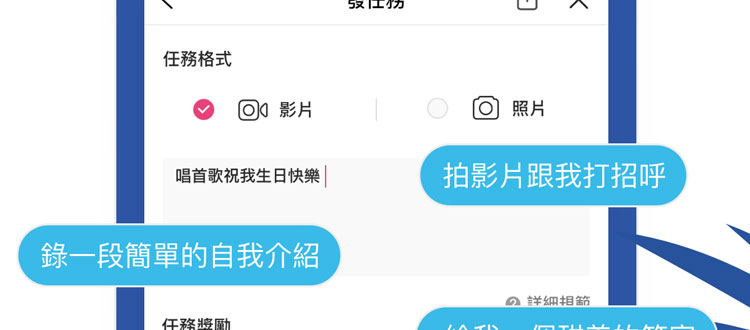 發任務
任務格式
影片
照片
唱首歌祝我生日快樂
拍影片跟我打招呼
錄一段簡單的自我介紹
詳細規範
任務獎勵
給我一個甜美的笑容